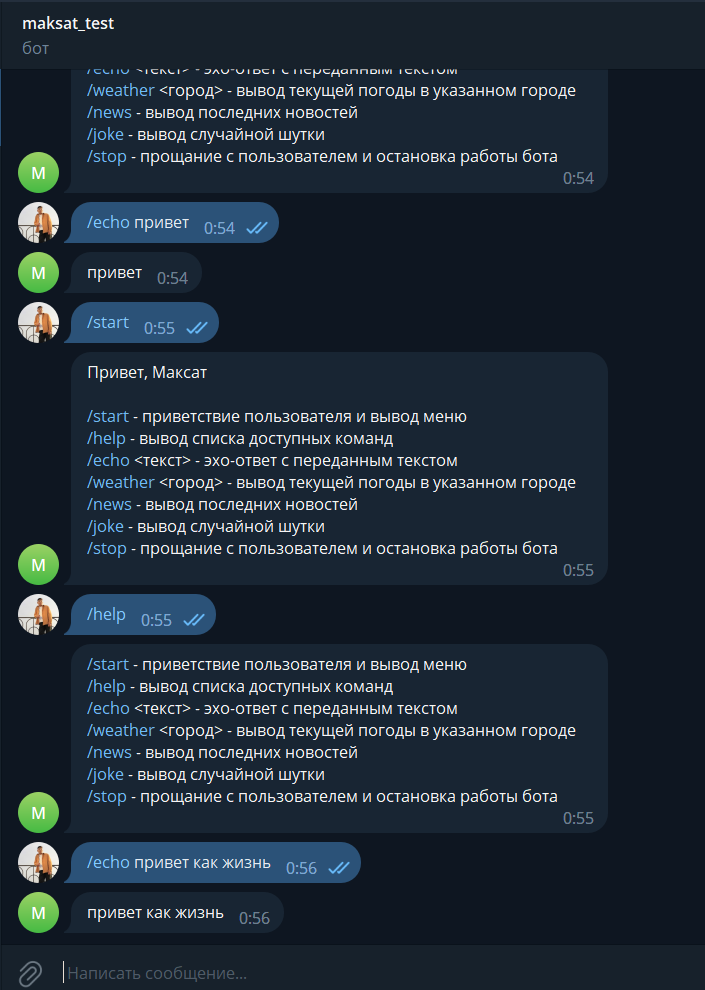 maksat_test
бот
/echo <текст> - эхо-ответ с переданным текстом
/weather <город> - вывод текущей погоды в указанном городе
/news - вывод последних новостей
/joke - вывод случайной шутки
/stop - прощание с пользователем и остановка работы бота
0:54
М
/echo привет 0:54
М
привет 0:54
/start 0:55
Привет, Максат
/start - приветствие пользователя и вывод меню
/help - вывод списка доступных команд
/echo <текст> - эхо-ответ с переданным текстом
/weather <город> - вывод текущей погоды в указанном городе
/news - вывод последних новостей
/joke - вывод случайной шутки
/stop - прощание с пользователем и остановка работы бота
0:55
М
/help 0:55
/start - приветствие пользователя и вывод меню
/help - вывод списка доступных команд
/echo <текст> - эхо-ответ с переданным текстом
/weather <город> - вывод текущей погоды в указанном городе
/news - вывод последних новостей
/joke - вывод случайной шутки
/stop - прощание с пользователем и остановка работы бота
0:55
М
/echo привет как жизнь 0:56
М
привет как жизнь 0:56
Написать сообщение...